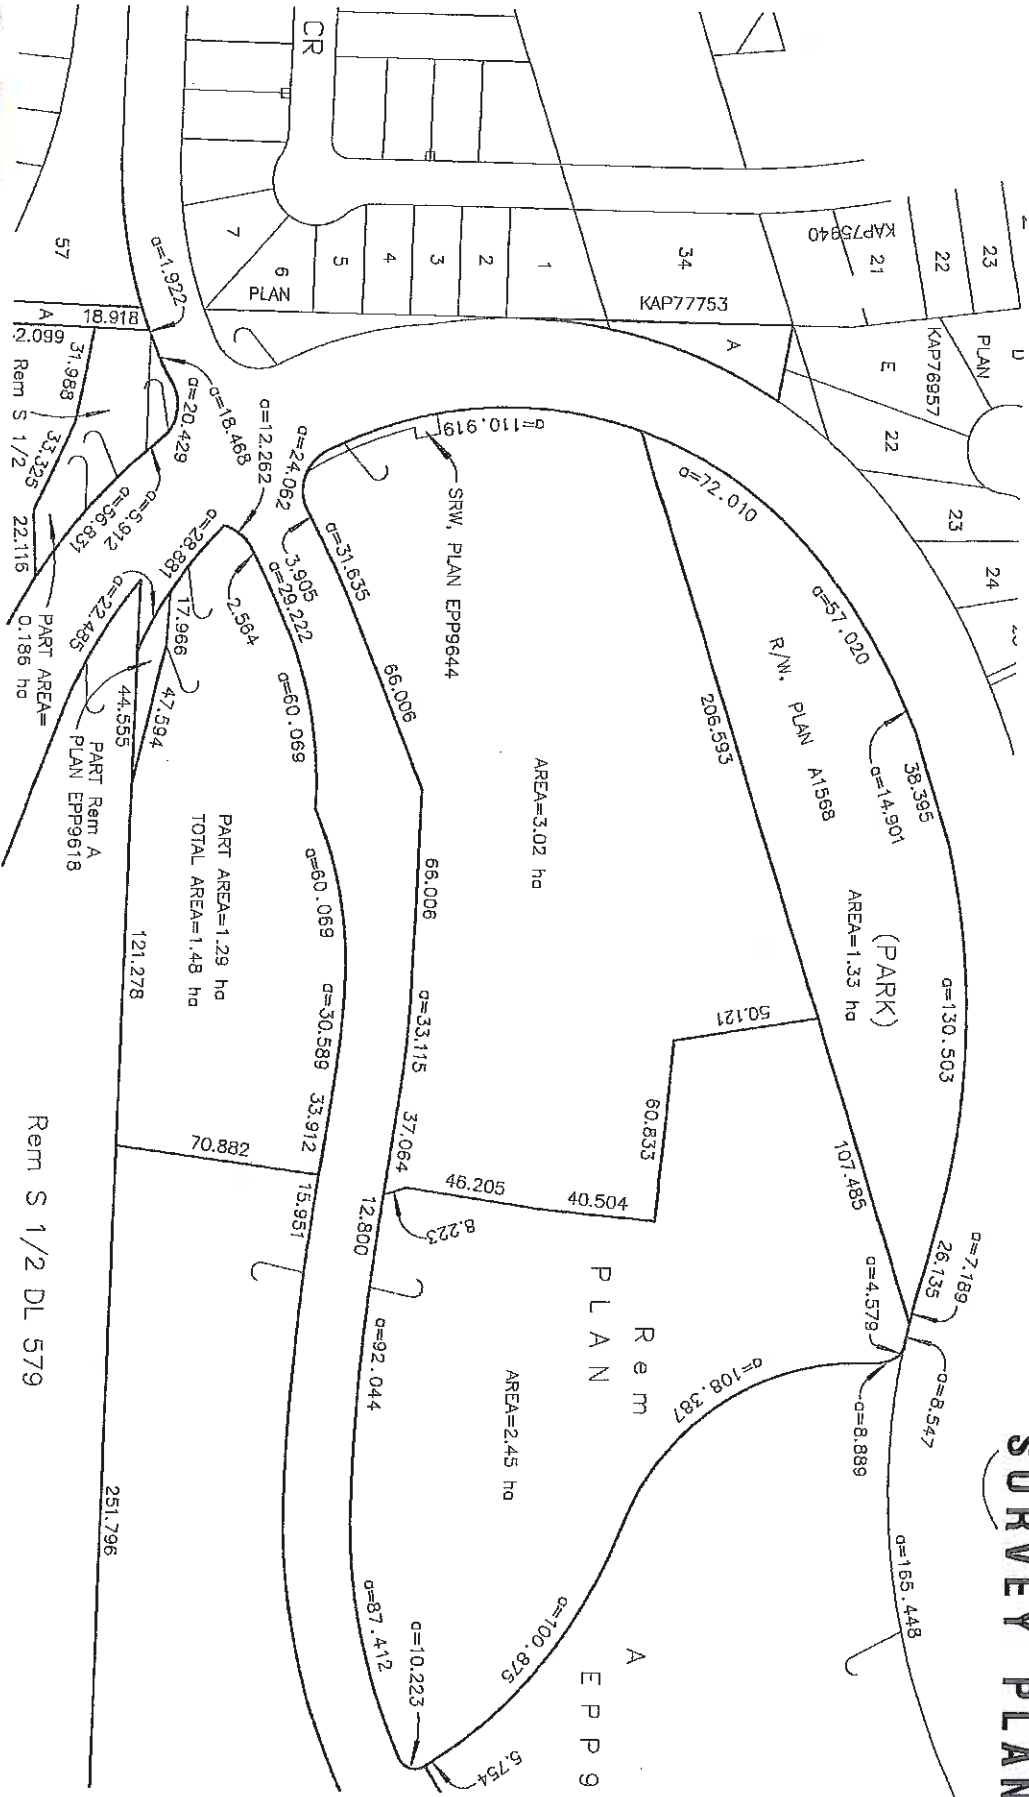 SURVEY PLAN
CR
7
6
PLAN
5
4
3
2
1
34
KAP77753
KAP75940
21
22
23
D
PLAN
KAP76957
E
22
23
24
A
57
A
18.918
2.099
a=1.922
31.988
33.325
22.116
Rem S 1/2
a=18.468
a=20.429
a=12.262
a=24.062
a=5.912
a=56.831
PART AREA=
0.186 ha
a=28.881
17.966
2.564
3.905
a=29.222
a=31.635
a=22.485
44.555
47.594
PART Rem A
PLAN EPP9618
a=110.919
SRW, PLAN EPP9644
a=72.010
a=57.020
R/W, PLAN A1568
206.593
66.006
a=60.069
AREA=3.02 ha
38.395
a=14.901
(PARK)
AREA=1.33 ha
a=130.503
PART AREA=1.29 ha
TOTAL AREA=1.48 ha
a=60.069
66.006
a=33.115
a=30.589
33.912
37.064
121.278
50.121
60.833
107.485
70.882
15.951
12.800
8.223
46.205
40.504
26.135
a=7.189
a=4.579
a=8.547
a=8.889
a=108.387
a=165.448
Rem A
PLAN EPP9
AREA=2.45 ha
a=92.044
a=87.412
a=10.223
a=100.875
5.754
Rem S 1/2 DL 579
251.796